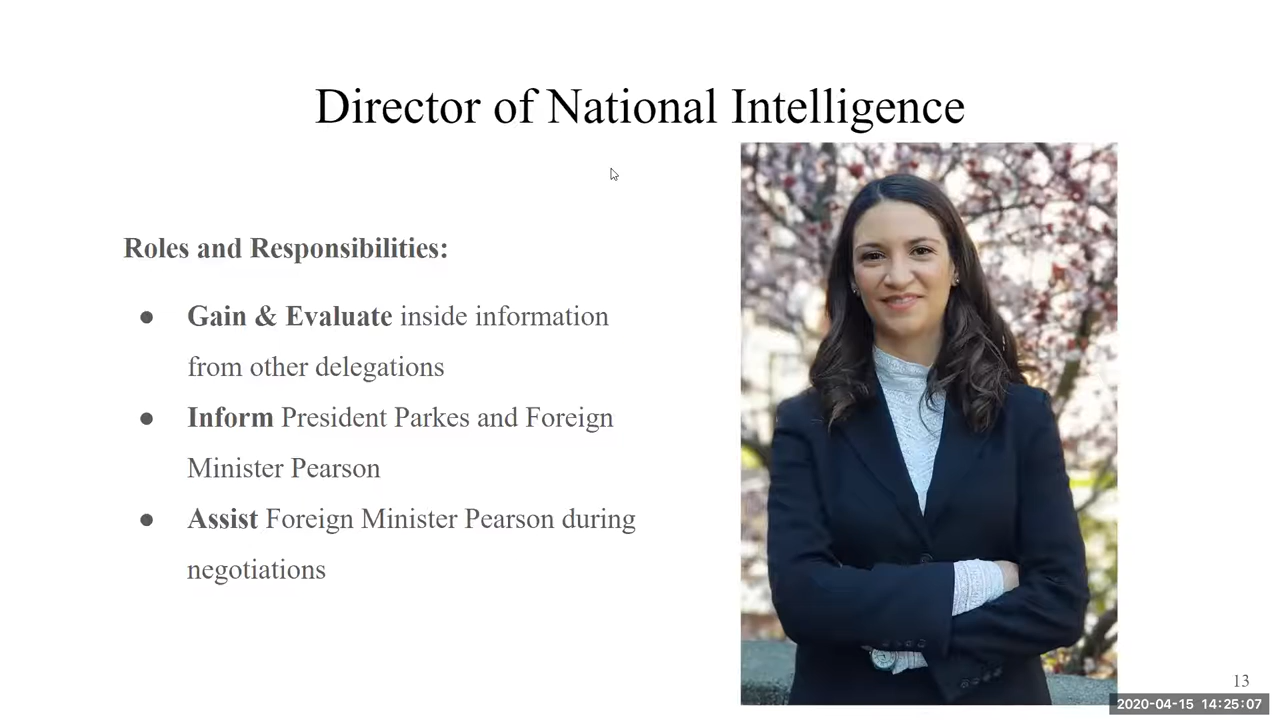 Director of National Intelligence
Roles and Responsibilities:
● Gain & Evaluate inside information
from other delegations
● Inform President Parkes and Foreign
Minister Pearson
● Assist Foreign Minister Pearson during
negotiations
13
2020-04-15 14:25:07